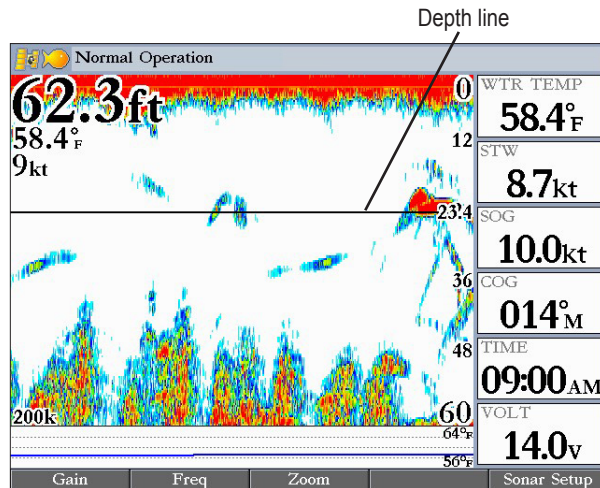 Depth line
Normal Operation
62.3ft
58.4°F
9kt
0
12
23.4
36
48
60
200k
64°F
56°F
WTR TEMP
58.4°F
STW
8.7kt
SOG
10.0kt
COG
014°M
TIME
09:00AM
VOLT
14.0v
Gain
Freq
Zoom
Sonar Setup